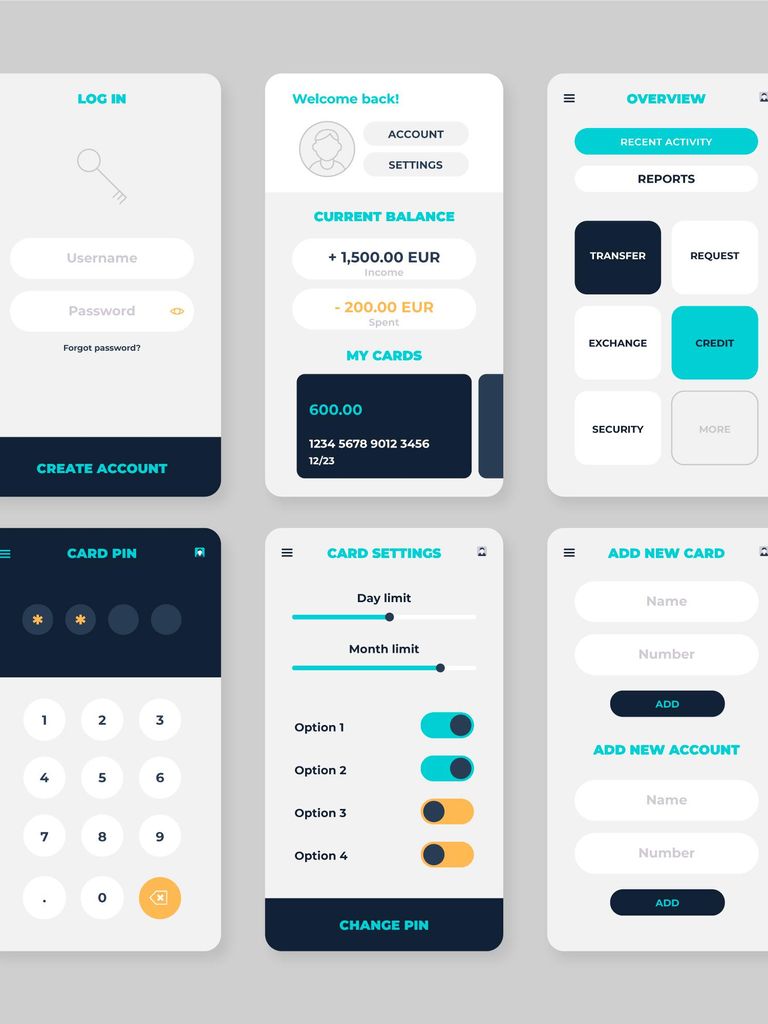 LOG IN
Username
Password
Forgot password?
CREATE ACCOUNT
Welcome back!
ACCOUNT
SETTINGS
CURRENT BALANCE
+ 1,500.00 EUR
Income
- 200.00 EUR
Spent
MY CARDS
600.00
1234 5678 9012 3456
12/23
OVERVIEW
RECENT ACTIVITY
REPORTS
TRANSFER
REQUEST
EXCHANGE
CREDIT
SECURITY
MORE
CARD PIN
* *
1 2 3
4 5 6
7 8 9
. 0
CARD SETTINGS
Day limit
Month limit
Option 1
Option 2
Option 3
Option 4
CHANGE PIN
ADD NEW CARD
Name
Number
ADD
ADD NEW ACCOUNT
Name
Number
ADD